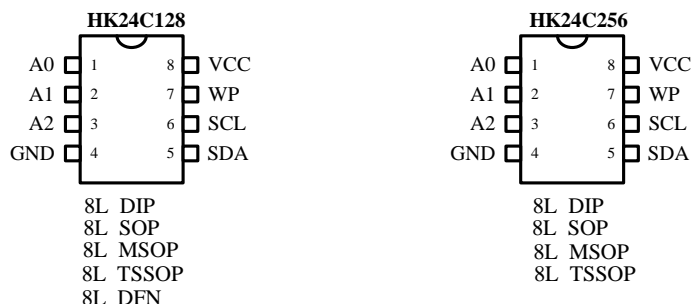 HK24C128
A0 1 8 VCC
A1 2 7 WP
A2 3 6 SCL
GND 4 5 SDA
8L DIP
8L SOP
8L MSOP
8L TSSOP
8L DFN
HK24C256
A0 1 8 VCC
A1 2 7 WP
A2 3 6 SCL
GND 4 5 SDA
8L DIP
8L SOP
8L MSOP
8L TSSOP